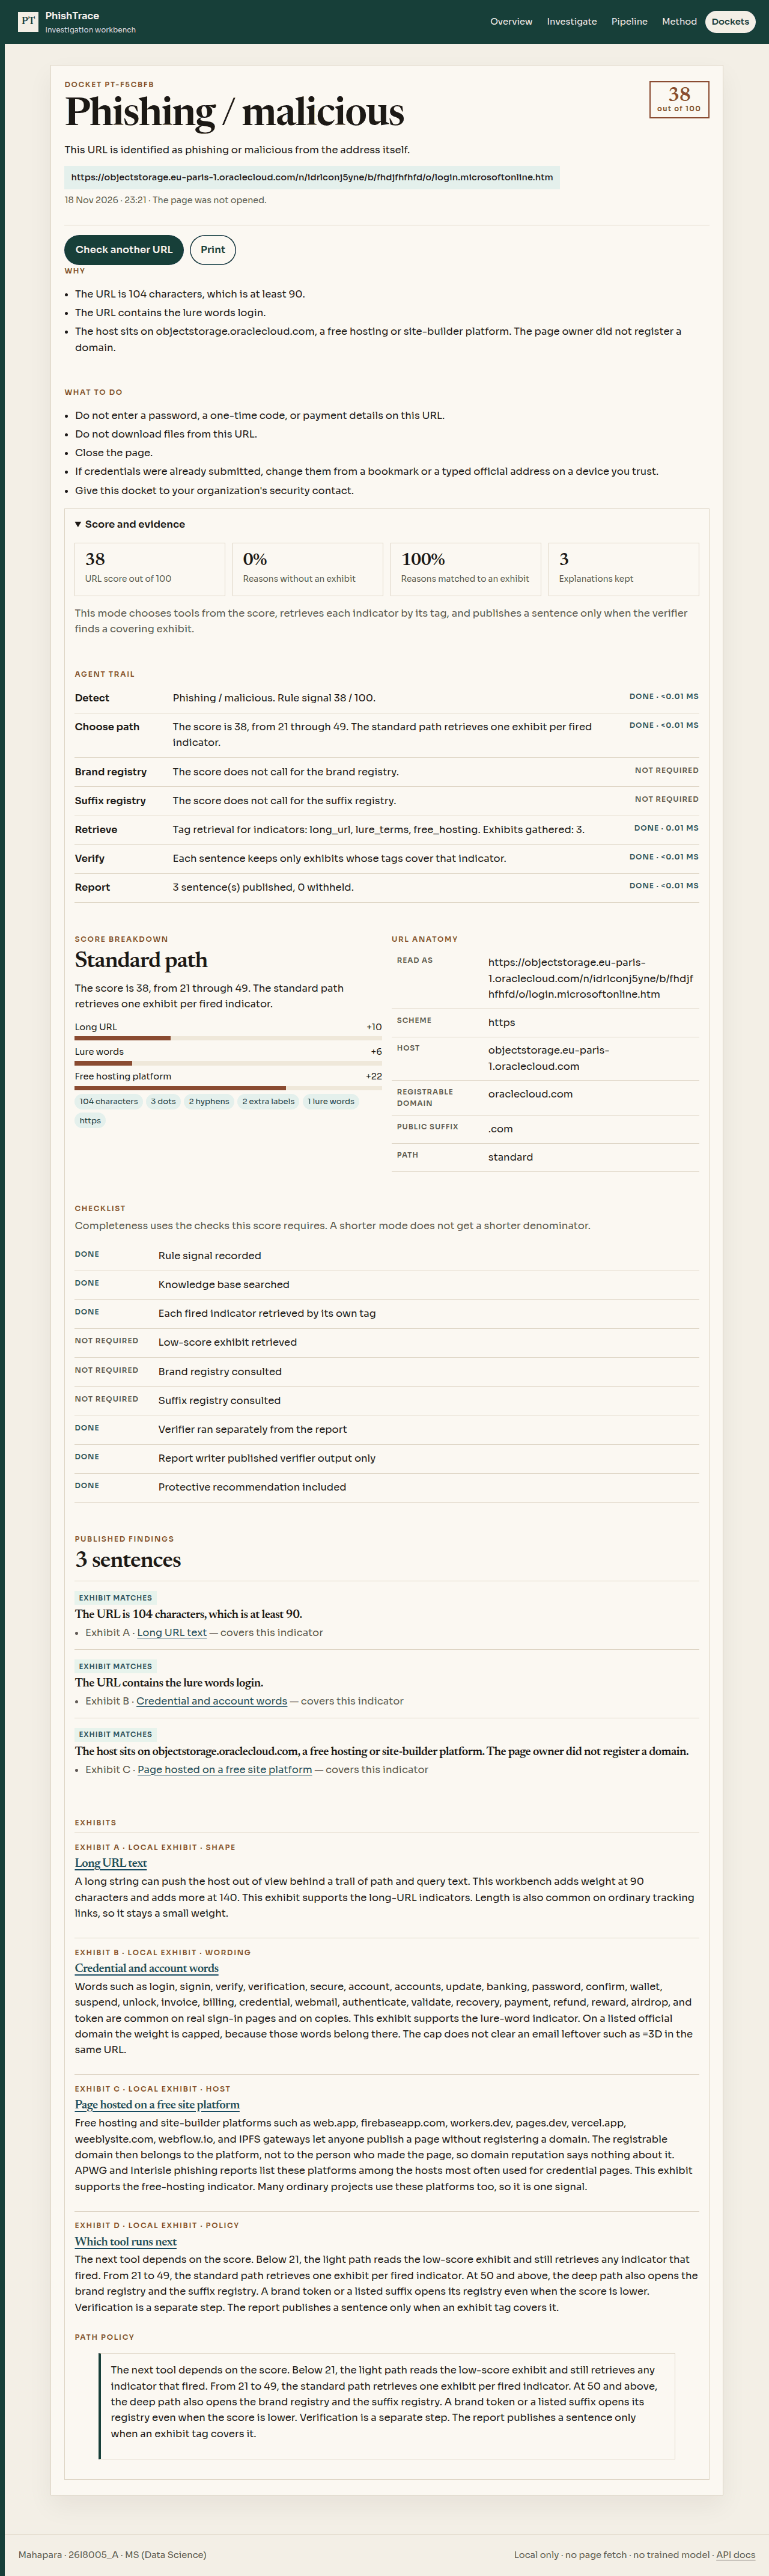 PT
PhishTrace
Investigation workbench
Overview Investigate Pipeline Method Dockets
DOCKET PT-F5CBFB
Phishing / malicious
38
out of 100
This URL is identified as phishing or malicious from the address itself.
https://objectstorage.eu-paris-1.oraclecloud.com/n/idrlconj5yne/b/fhdjfhfhfd/o/login.microsoftonline.htm
18 Nov 2026 · 23:21 · The page was not opened.
Check another URL Print
WHY
• The URL is 104 characters, which is at least 90.
• The URL contains the lure words login.
• The host sits on objectstorage.oraclecloud.com, a free hosting or site-builder platform. The page owner did not register a
domain.
WHAT TO DO
• Do not enter a password, a one-time code, or payment details on this URL.
• Do not download files from this URL.
• Close the page.
• If credentials were already submitted, change them from a bookmark or a typed official address on a device you trust.
• Give this docket to your organization's security contact.
▼ Score and evidence
38
URL score out of 100
0%
Reasons without an exhibit
100%
Reasons matched to an exhibit
3
Explanations kept
This mode chooses tools from the score, retrieves each indicator by its tag, and publishes a sentence only when the verifier
finds a covering exhibit.
AGENT TRAIL
Detect Phishing / malicious. Rule signal 38 / 100. DONE · <0.01 MS
Choose path The score is 38, from 21 through 49. The standard path retrieves one exhibit per fired DONE · <0.01 MS
indicator.
Brand registry The score does not call for the brand registry. NOT REQUIRED
Suffix registry The score does not call for the suffix registry. NOT REQUIRED
Retrieve Tag retrieval for indicators: long_url, lure_terms, free_hosting. Exhibits gathered: 3. DONE · 0.01 MS
Verify Each sentence keeps only exhibits whose tags cover that indicator. DONE · <0.01 MS
Report 3 sentence(s) published, 0 withheld. DONE · <0.01 MS
SCORE BREAKDOWN
Standard path
The score is 38, from 21 through 49. The standard path
retrieves one exhibit per fired indicator.
Long URL +10
Lure words +6
Free hosting platform +22
104 characters 3 dots 2 hyphens 2 extra labels 1 lure words
https
URL ANATOMY
READ AS https://objectstorage.eu-paris-
1.oraclecloud.com/n/idrlconj5yne/b/fhdjf
hfhfd/o/login.microsoftonline.htm
SCHEME https
HOST objectstorage.eu-paris-
1.oraclecloud.com
REGISTRABLE oraclecloud.com
DOMAIN
PUBLIC SUFFIX .com
PATH standard
CHECKLIST
Completeness uses the checks this score requires. A shorter mode does not get a shorter denominator.
DONE Rule signal recorded
DONE Knowledge base searched
DONE Each fired indicator retrieved by its own tag
NOT REQUIRED Low-score exhibit retrieved
NOT REQUIRED Brand registry consulted
NOT REQUIRED Suffix registry consulted
DONE Verifier ran separately from the report
DONE Report writer published verifier output only
DONE Protective recommendation included
PUBLISHED FINDINGS
3 sentences
EXHIBIT MATCHES
The URL is 104 characters, which is at least 90.
• Exhibit A · Long URL text — covers this indicator
EXHIBIT MATCHES
The URL contains the lure words login.
• Exhibit B · Credential and account words — covers this indicator
EXHIBIT MATCHES
The host sits on objectstorage.oraclecloud.com, a free hosting or site-builder platform. The page owner did not register a domain.
• Exhibit C · Page hosted on a free site platform — covers this indicator
EXHIBITS
EXHIBIT A · LOCAL EXHIBIT · SHAPE
Long URL text
A long string can push the host out of view behind a trail of path and query text. This workbench adds weight at 90
characters and adds more at 140. This exhibit supports the long-URL indicators. Length is also common on ordinary tracking
links, so it stays a small weight.
EXHIBIT B · LOCAL EXHIBIT · WORDING
Credential and account words
Words such as login, signin, verify, verification, secure, account, accounts, update, banking, password, confirm, wallet,
suspend, unlock, invoice, billing, credential, webmail, authenticate, validate, recovery, payment, refund, reward, airdrop, and
token are common on real sign-in pages and on copies. This exhibit supports the lure-word indicator. On a listed official
domain the weight is capped, because those words belong there. The cap does not clear an email leftover such as =3D in the
same URL.
EXHIBIT C · LOCAL EXHIBIT · HOST
Page hosted on a free site platform
Free hosting and site-builder platforms such as web.app, firebaseapp.com, workers.dev, pages.dev, vercel.app,
weeblysite.com, webflow.io, and IPFS gateways let anyone publish a page without registering a domain. The registrable
domain then belongs to the platform, not to the person who made the page, so domain reputation says nothing about it.
APWG and Interisle phishing reports list these platforms among the hosts most often used for credential pages. This exhibit
supports the free-hosting indicator. Many ordinary projects use these platforms too, so it is one signal.
EXHIBIT D · LOCAL EXHIBIT · POLICY
Which tool runs next
The next tool depends on the score. Below 21, the light path reads the low-score exhibit and still retrieves any indicator that
fired. From 21 to 49, the standard path retrieves one exhibit per fired indicator. At 50 and above, the deep path also opens the
brand registry and the suffix registry. A brand token or a listed suffix opens its registry even when the score is lower.
Verification is a separate step. The report publishes a sentence only when an exhibit tag covers it.
PATH POLICY
The next tool depends on the score. Below 21, the light path reads the low-score exhibit and still retrieves any
indicator that fired. From 21 to 49, the standard path retrieves one exhibit per fired indicator. At 50 and above,
the deep path also opens the brand registry and the suffix registry. A brand token or a listed suffix opens its
registry even when the score is lower. Verification is a separate step. The report publishes a sentence only
when an exhibit tag covers it.
Mahapara · 26I8005_A · MS (Data Science)
Local only · no page fetch · no trained model · API docs